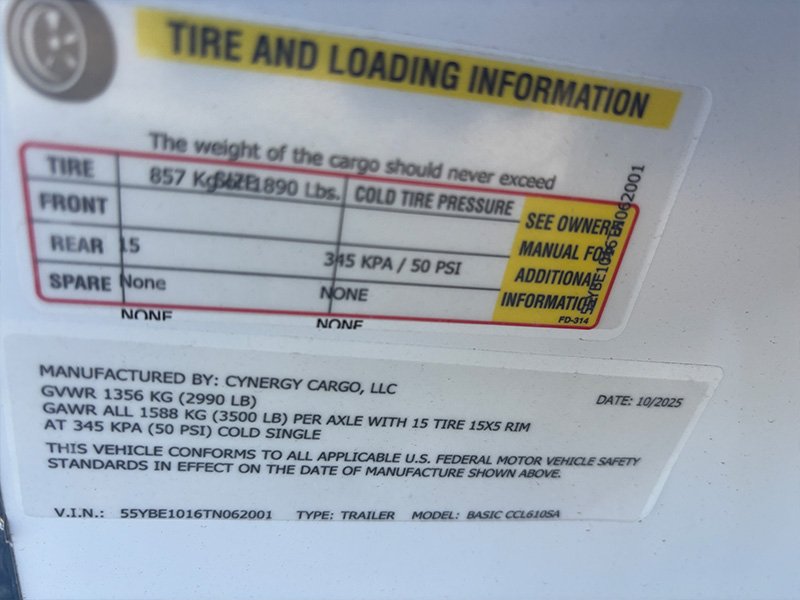 TIRE AND LOADING INFORMATION
The weight of the cargo should never exceed
857 Kgs or 1890 Lbs.
TIRE SIZE COLD TIRE PRESSURE
FRONT
REAR 15 345 KPA / 50 PSI
SPARE None NONE
NONE NONE
SEE OWNER'S
MANUAL FOR
ADDITIONAL
INFORMATION
FD-314
55YBE1016TN062001
MANUFACTURED BY: CYNERGY CARGO, LLC DATE: 10/2025
GVWR 1356 KG (2990 LB)
GAWR ALL 1588 KG (3500 LB) PER AXLE WITH 15 TIRE 15X5 RIM
AT 345 KPA (50 PSI) COLD SINGLE
THIS VEHICLE CONFORMS TO ALL APPLICABLE U.S. FEDERAL MOTOR VEHICLE SAFETY
STANDARDS IN EFFECT ON THE DATE OF MANUFACTURE SHOWN ABOVE.
V.I.N.: 55YBE1016TN062001 TYPE: TRAILER MODEL: BASIC CCL610SA